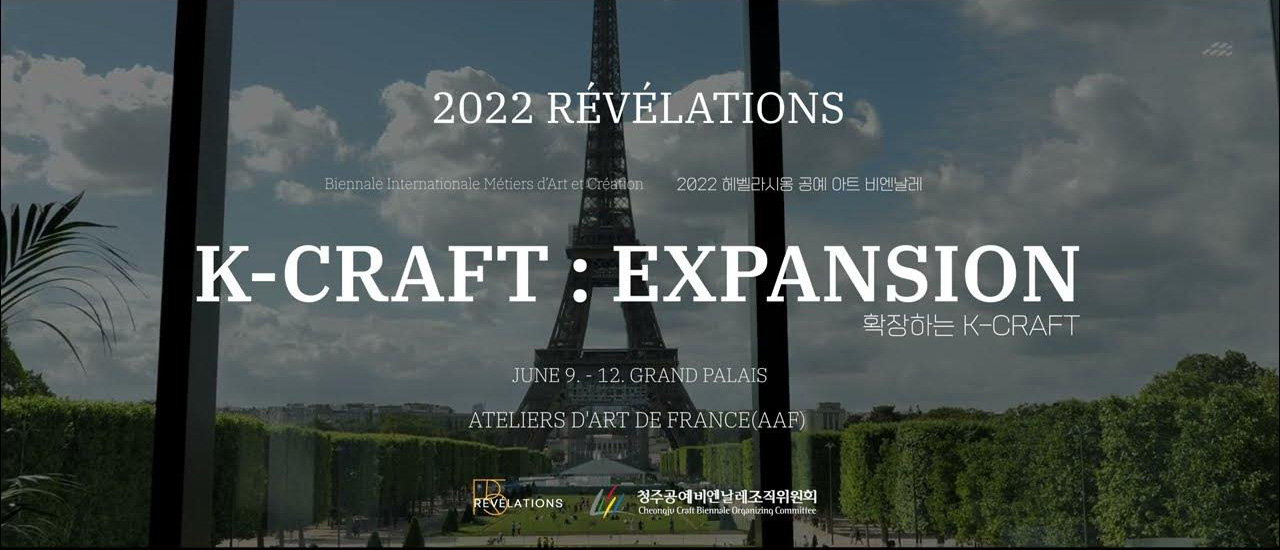 2022 RÉVÉLATIONS
Biennale Internationale Métiers d'Art et Création 2022 헤벨라시옹 공예 아트 비엔날레
K-CRAFT : EXPANSION
확장하는 K-CRAFT
JUNE 9. - 12. GRAND PALAIS
ATELIERS D'ART DE FRANCE(AAF)
RÉVÉLATIONS
청주공예비엔날레조직위원회
Cheongju Craft Biennale Organizing Committee